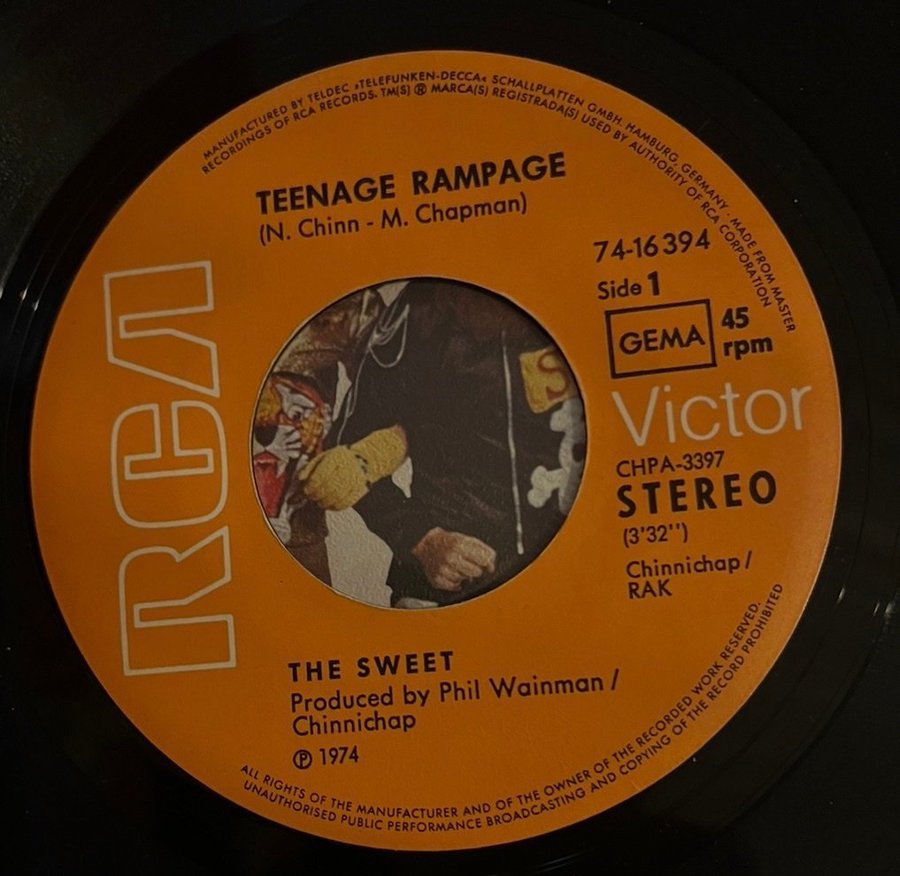 MANUFACTURED BY TELDEC »TELEFUNKEN-DECCA« SCHALLPLATTEN GMBH, HAMBURG, GERMANY · MADE FROM MASTER
RECORDINGS OF RCA RECORDS. TM(S) ® MARCA(S) REGISTRADA(S) USED BY AUTHORITY OF RCA CORPORATION
TEENAGE RAMPAGE
(N. Chinn - M. Chapman)
74-16394
Side 1
GEMA
45
rpm
RCA
Victor
CHPA-3397
STEREO
(3'32'')
Chinnichap /
RAK
THE SWEET
Produced by Phil Wainman /
Chinnichap
℗ 1974
ALL RIGHTS OF THE MANUFACTURER AND OF THE OWNER OF THE RECORDED WORK RESERVED.
UNAUTHORISED PUBLIC PERFORMANCE BROADCASTING AND COPYING OF THE RECORD PROHIBITED
S